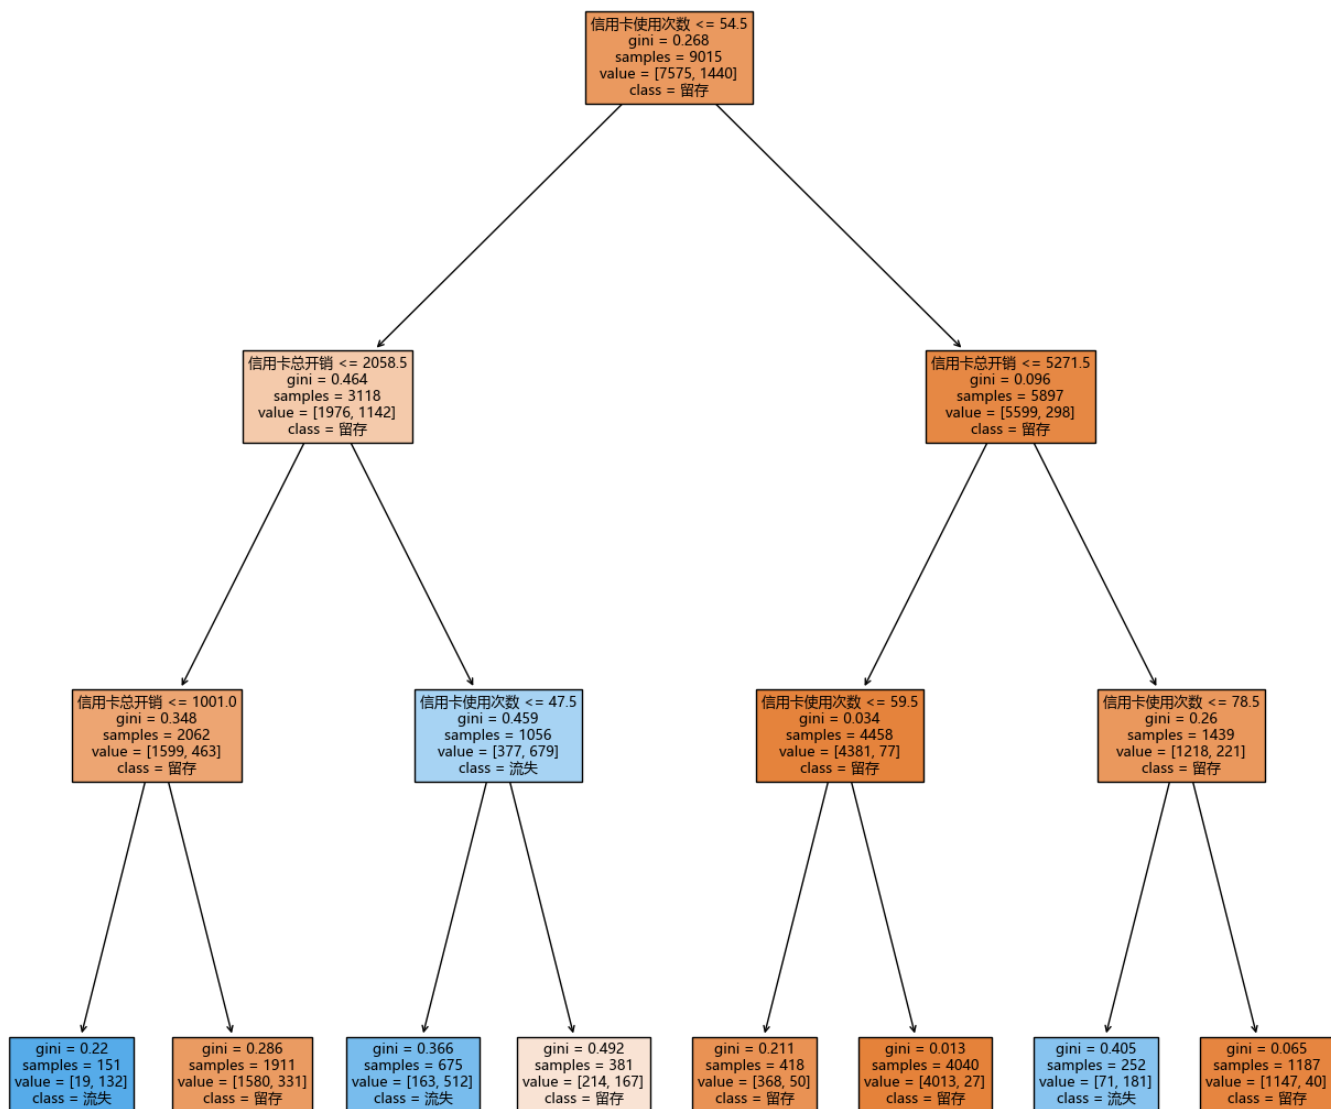 信用卡使用次数 <= 54.5
gini = 0.268
samples = 9015
value = [7575, 1440]
class = 留存
信用卡总开销 <= 2058.5
gini = 0.464
samples = 3118
value = [1976, 1142]
class = 留存
信用卡总开销 <= 5271.5
gini = 0.096
samples = 5897
value = [5599, 298]
class = 留存
信用卡总开销 <= 1001.0
gini = 0.348
samples = 2062
value = [1599, 463]
class = 留存
信用卡使用次数 <= 47.5
gini = 0.459
samples = 1056
value = [377, 679]
class = 流失
信用卡使用次数 <= 59.5
gini = 0.034
samples = 4458
value = [4381, 77]
class = 留存
信用卡使用次数 <= 78.5
gini = 0.26
samples = 1439
value = [1218, 221]
class = 留存
gini = 0.22
samples = 151
value = [19, 132]
class = 流失
gini = 0.286
samples = 1911
value = [1580, 331]
class = 留存
gini = 0.366
samples = 675
value = [163, 512]
class = 流失
gini = 0.492
samples = 381
value = [214, 167]
class = 留存
gini = 0.211
samples = 418
value = [368, 50]
class = 留存
gini = 0.013
samples = 4040
value = [4013, 27]
class = 留存
gini = 0.405
samples = 252
value = [71, 181]
class = 流失
gini = 0.065
samples = 1187
value = [1147, 40]
class = 留存